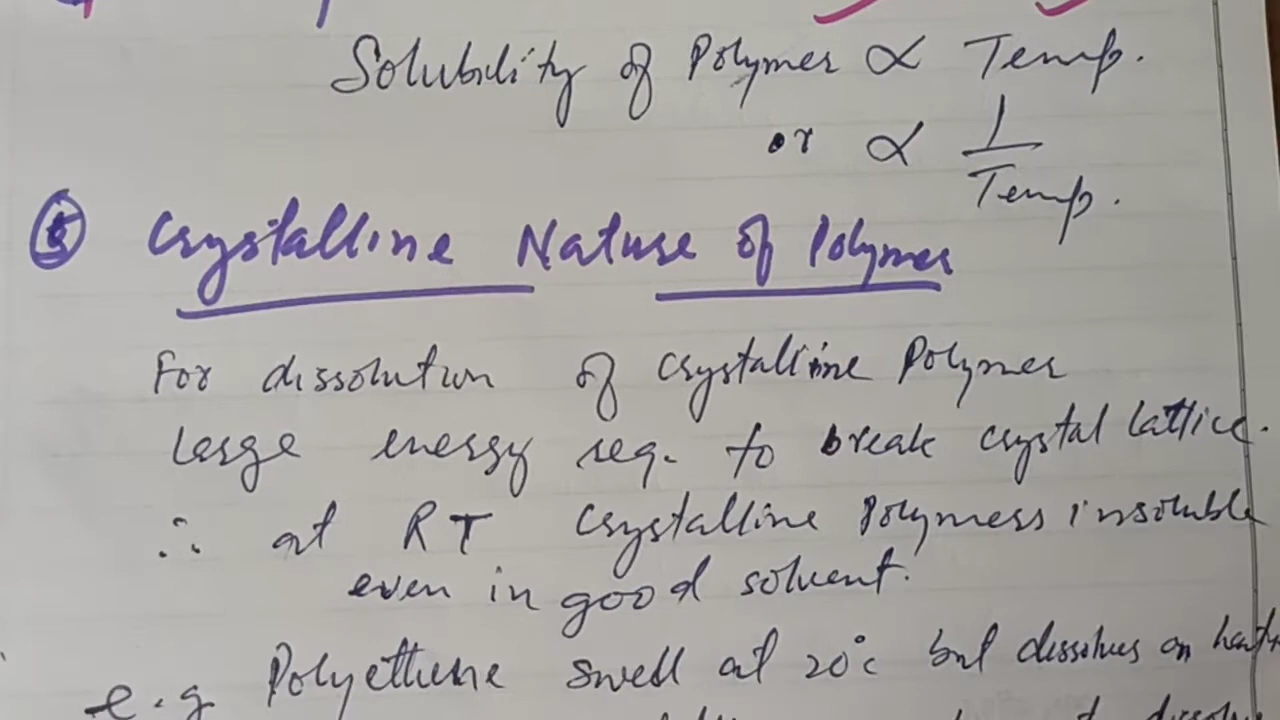 Solubility of Polymer ∝ Temp.
or ∝ 1/Temp.
⑤ Crystalline Nature of Polymer
For dissolution of crystalline Polymer
large energy req. to break crystal lattice.
∴ at RT crystalline Polymers insoluble
even in good solvent.
e.g Polyethene swell at 20°c but dissolves on